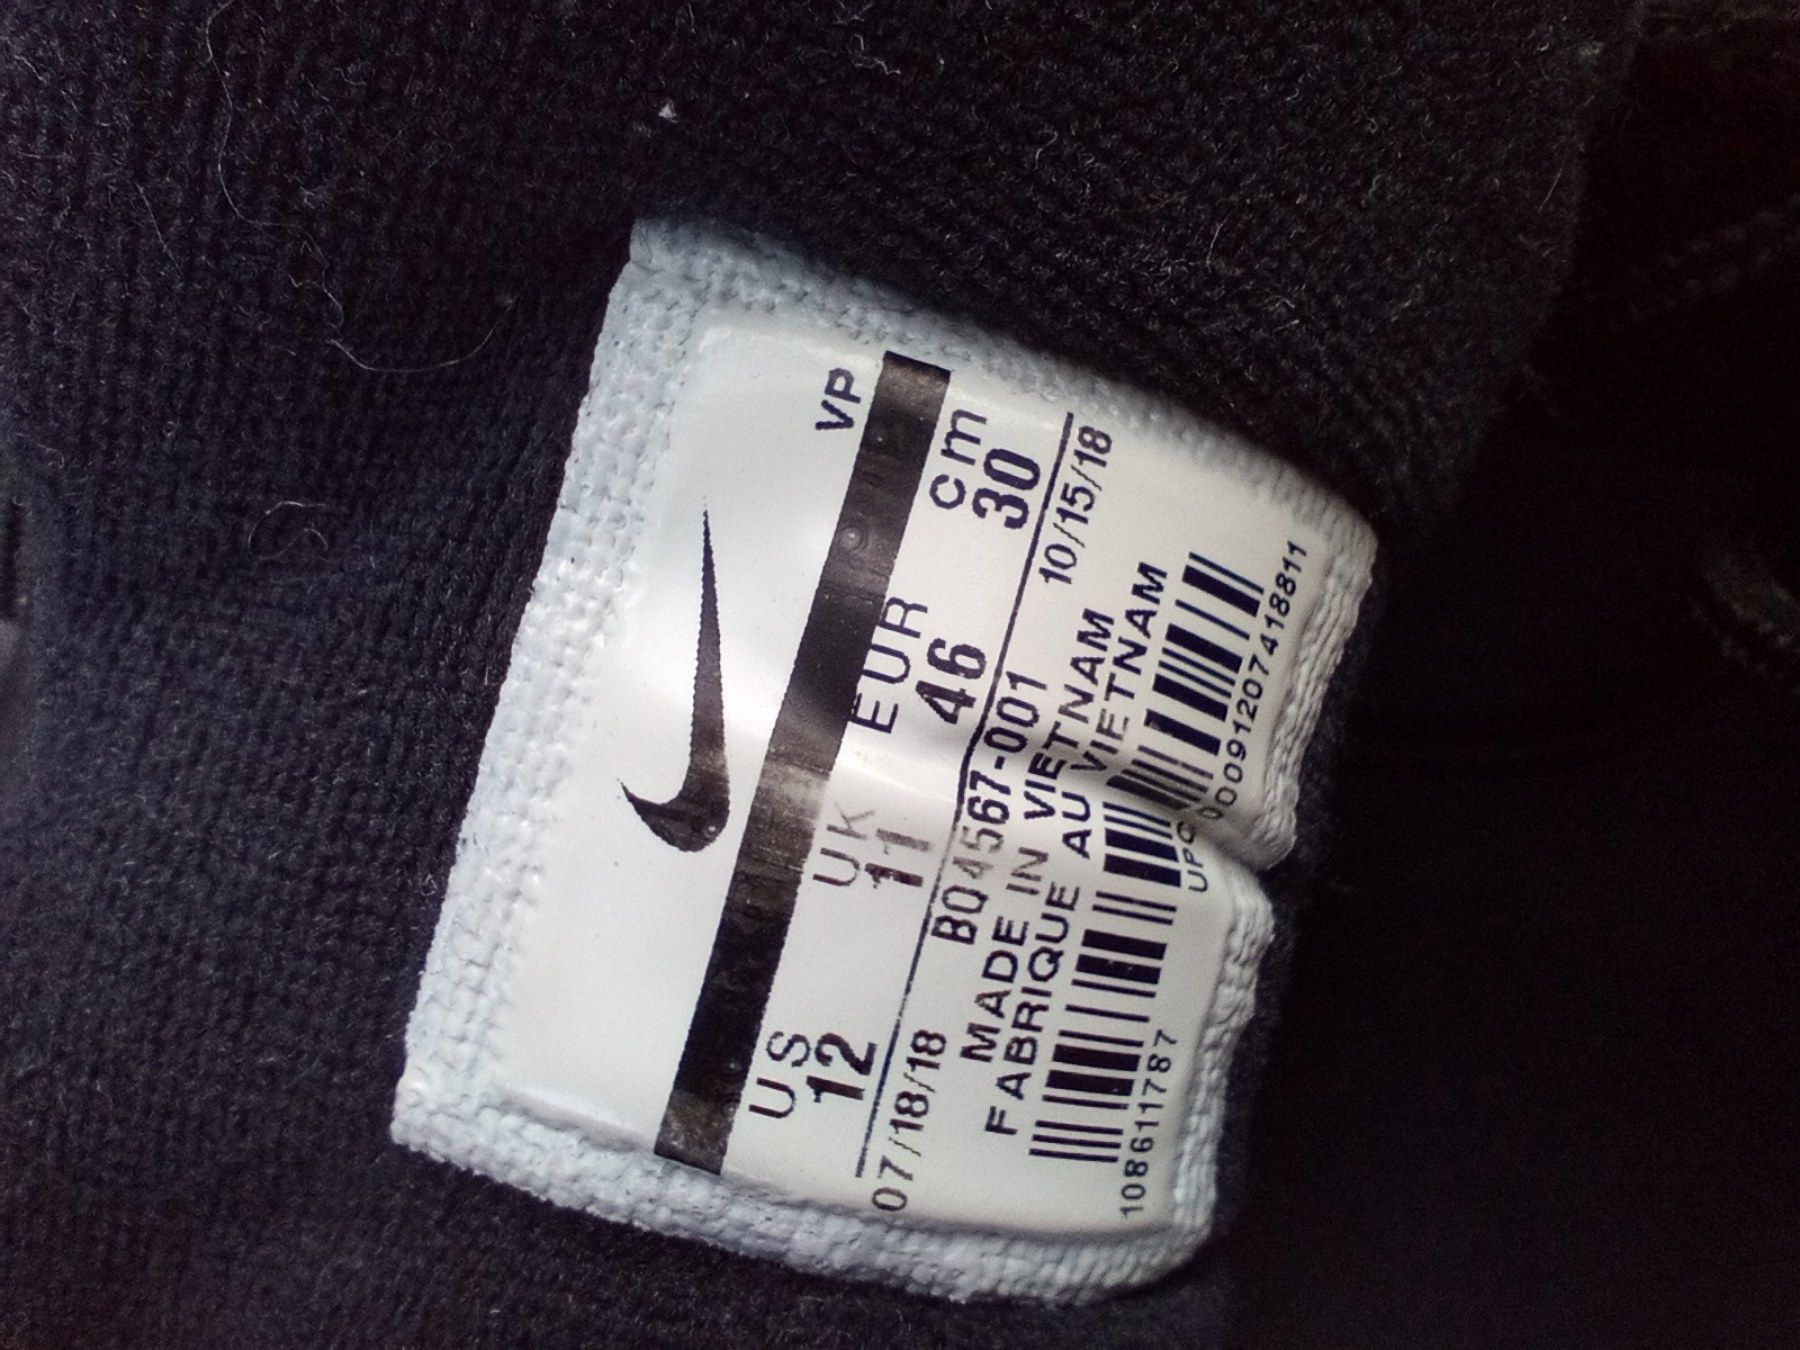 VP
US UK EUR cm
12 11 46 30
07/18/18 BQ4567-001 10/15/18
MADE IN VIETNAM
FABRIQUE AU VIETNAM
UPC 00091207418811
108611787